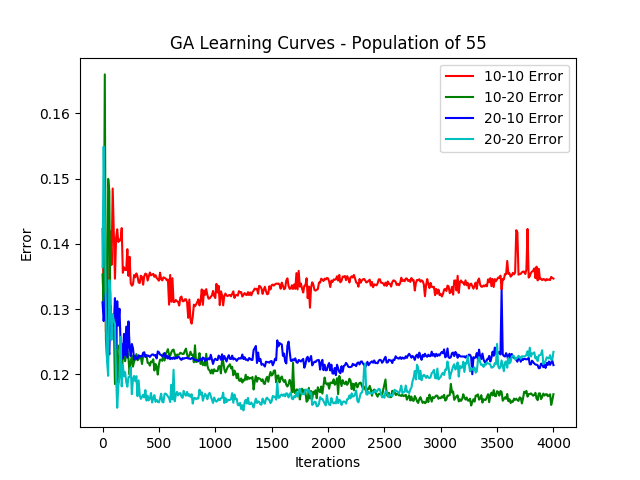 GA Learning Curves - Population of 55
10-10 Error
10-20 Error
20-10 Error
20-20 Error
Error
0.16
0.15
0.14
0.13
0.12
0 500 1000 1500 2000 2500 3000 3500 4000
Iterations